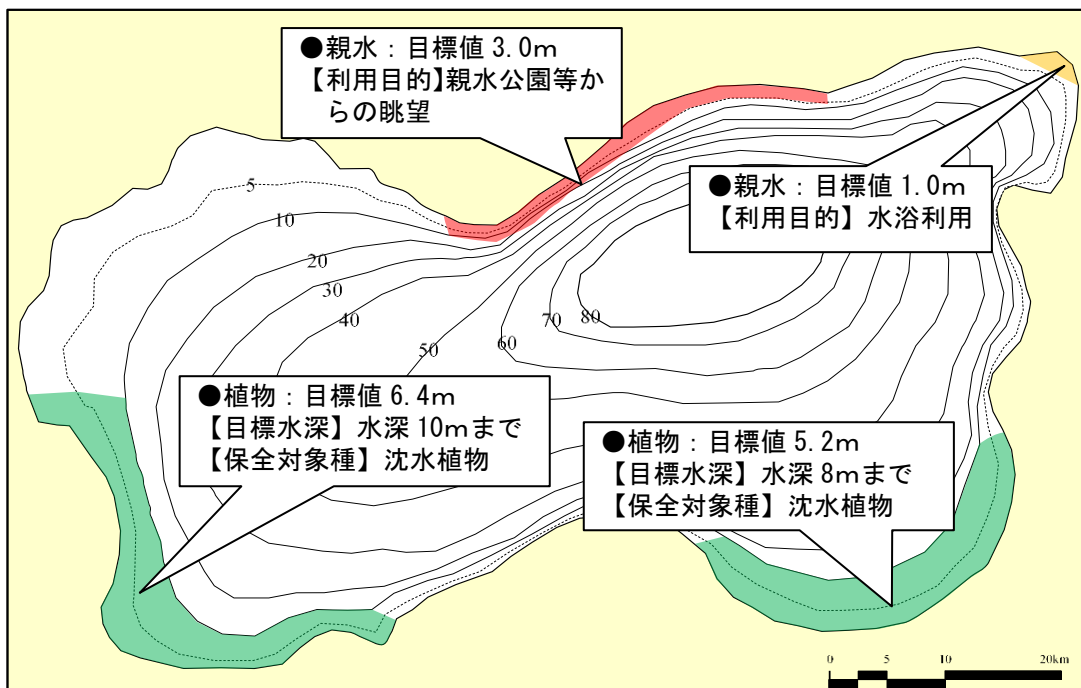 ●親水：目標値 3.0m
【利用目的】親水公園等か
らの眺望
●親水：目標値 1.0m
【利用目的】水浴利用
5
10
20
30
40
50
60
70
80
●植物：目標値 6.4m
【目標水深】水深 10mまで
【保全対象種】沈水植物
●植物：目標値 5.2m
【目標水深】水深 8mまで
【保全対象種】沈水植物
0 5 10 20km